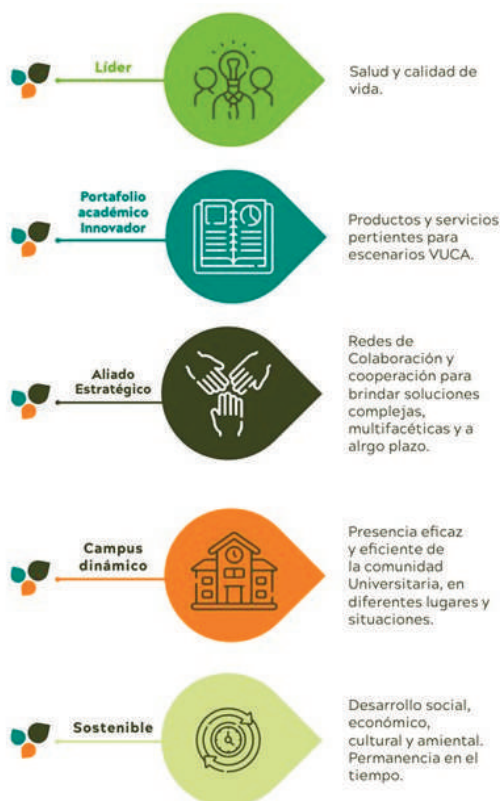 Líder
Salud y calidad de
vida.
Portafolio
académico
Innovador
Productos y servicios
pertinentes para
escenarios VUCA.
Aliado
Estratégico
Redes de
Colaboración y
cooperación para
brindar soluciones
complejas,
multifacéticas y a
alrgo plazo.
Campus
dinámico
Presencia eficaz
y eficiente de
la comunidad
Universitaria, en
diferentes lugares y
situaciones.
Sostenible
Desarrollo social,
económico,
cultural y amiental.
Permanencia en el
tiempo.